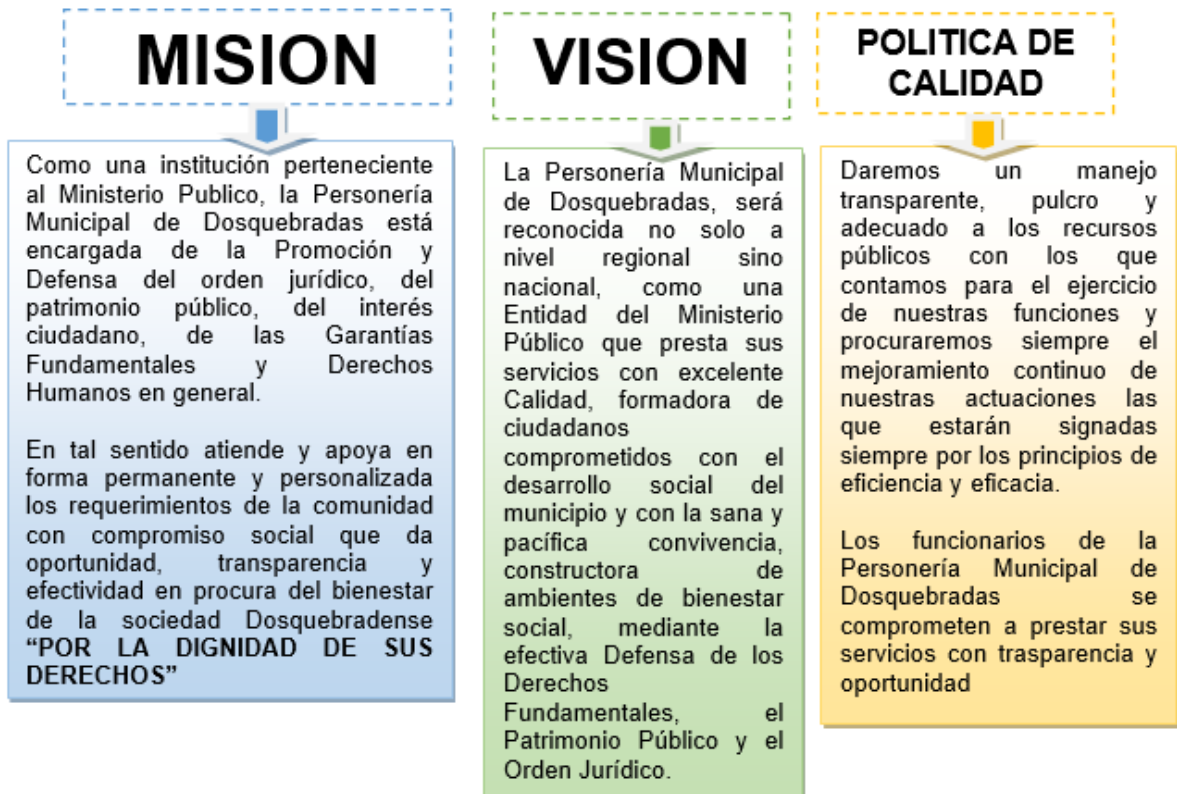 MISION
Como una institución perteneciente
al Ministerio Publico, la Personería
Municipal de Dosquebradas está
encargada de la Promoción y
Defensa del orden jurídico, del
patrimonio público, del interés
ciudadano, de las Garantías
Fundamentales y Derechos
Humanos en general.
En tal sentido atiende y apoya en
forma permanente y personalizada
los requerimientos de la comunidad
con compromiso social que da
oportunidad, transparencia y
efectividad en procura del bienestar
de la sociedad Dosquebradense
“POR LA DIGNIDAD DE SUS
DERECHOS”
VISION
La Personería Municipal
de Dosquebradas, será
reconocida no solo a
nivel regional sino
nacional, como una
Entidad del Ministerio
Público que presta sus
servicios con excelente
Calidad, formadora de
ciudadanos
comprometidos con el
desarrollo social del
municipio y con la sana y
pacífica convivencia,
constructora de
ambientes de bienestar
social, mediante la
efectiva Defensa de los
Derechos
Fundamentales, el
Patrimonio Público y el
Orden Jurídico.
POLITICA DE
CALIDAD
Daremos un manejo
transparente, pulcro y
adecuado a los recursos
públicos con los que
contamos para el ejercicio
de nuestras funciones y
procuraremos siempre el
mejoramiento continuo de
nuestras actuaciones las
que estarán signadas
siempre por los principios de
eficiencia y eficacia.
Los funcionarios de la
Personería Municipal de
Dosquebradas se
comprometen a prestar sus
servicios con trasparencia y
oportunidad